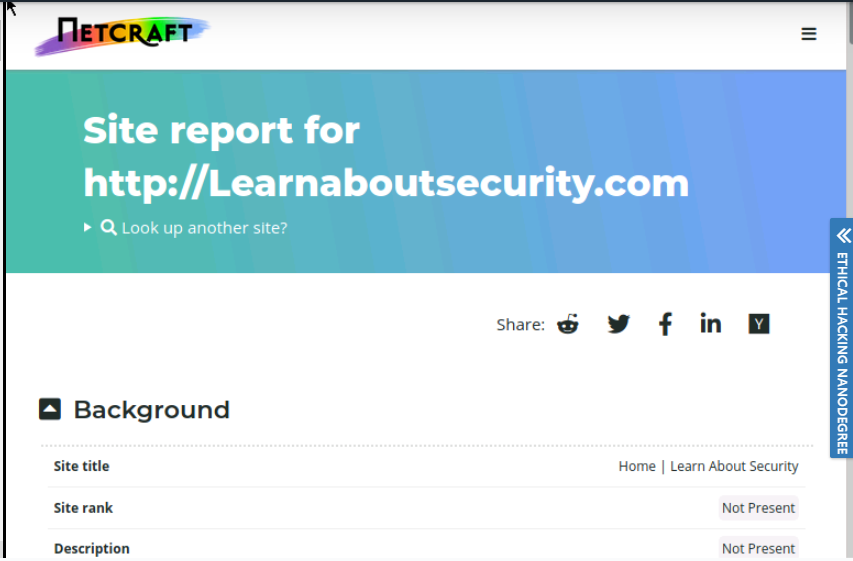 NETCRAFT
Site report for
http://Learnaboutsecurity.com
Look up another site?
Share:
Y
Background
Site title Home | Learn About Security
Site rank Not Present
Description Not Present
ETHICAL HACKING NANODEGREE